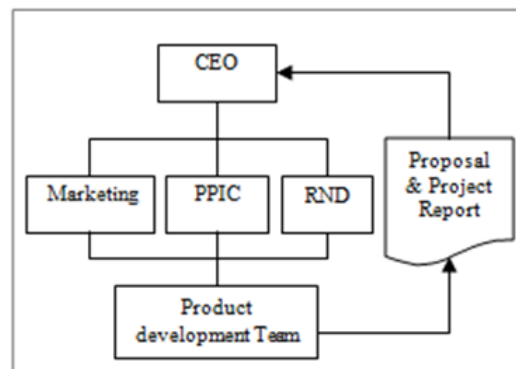 CEO
Marketing
PPIC
RND
Proposal
& Project
Report
Product
development Team